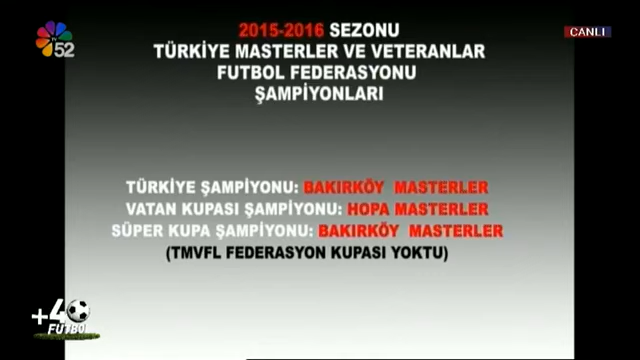 TV 52
CANLI
2015-2016 SEZONU
TÜRKİYE MASTERLER VE VETERANLAR
FUTBOL FEDERASYONU
ŞAMPİYONLARI
TÜRKİYE ŞAMPİYONU: BAKIRKÖY MASTERLER
VATAN KUPASI ŞAMPİYONU: HOPA MASTERLER
SÜPER KUPA ŞAMPİYONU: BAKIRKÖY MASTERLER
(TMVFL FEDERASYON KUPASI YOKTU)
+40
FUTBOL